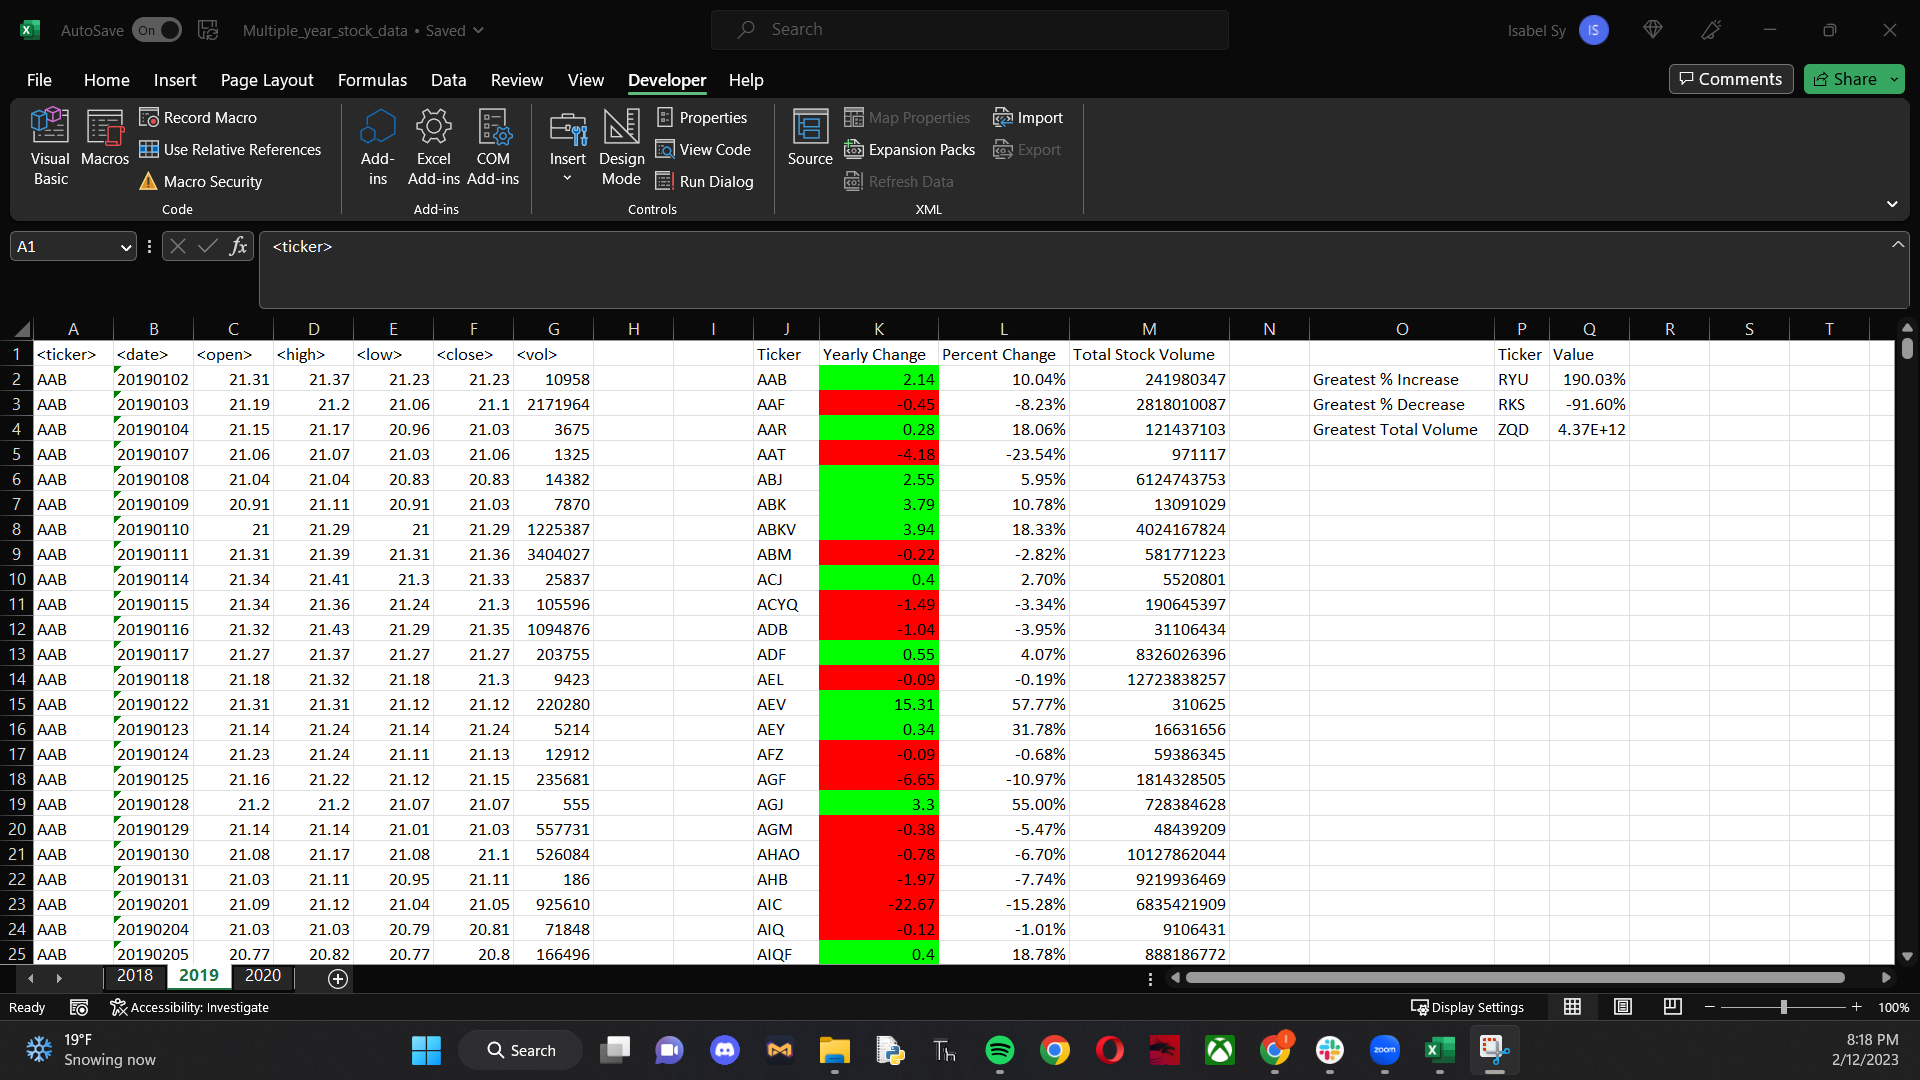 AutoSave On Multiple_year_stock_data • Saved Search Isabel Sy IS
File Home Insert Page Layout Formulas Data Review View Developer Help Comments Share
Visual Basic
Macros
Record Macro
Use Relative References
Macro Security
Code
Add-ins
Excel Add-ins
COM Add-ins
Add-ins
Insert
Design Mode
Properties
View Code
Run Dialog
Controls
Source
Map Properties
Expansion Packs
Refresh Data
Import
Export
XML
A1 fx <ticker>
A B C D E F G H I J K L M N O P Q R S T
1 <ticker> <date> <open> <high> <low> <close> <vol> Ticker Yearly Change Percent Change Total Stock Volume Ticker Value
2 AAB 20190102 21.31 21.37 21.23 21.23 10958 AAB 2.14 10.04% 241980347 Greatest % Increase RYU 190.03%
3 AAB 20190103 21.19 21.2 21.06 21.1 2171964 AAF -0.45 -8.23% 2818010087 Greatest % Decrease RKS -91.60%
4 AAB 20190104 21.15 21.17 20.96 21.03 3675 AAR 0.28 18.06% 121437103 Greatest Total Volume ZQD 4.37E+12
5 AAB 20190107 21.06 21.07 21.03 21.06 1325 AAT -4.18 -23.54% 971117
6 AAB 20190108 21.04 21.04 20.83 20.83 14382 ABJ 2.55 5.95% 6124743753
7 AAB 20190109 20.91 21.11 20.91 21.03 7870 ABK 3.79 10.78% 13091029
8 AAB 20190110 21 21.29 21 21.29 1225387 ABKV 3.94 18.33% 4024167824
9 AAB 20190111 21.31 21.39 21.31 21.36 3404027 ABM -0.22 -2.82% 581771223
10 AAB 20190114 21.34 21.41 21.3 21.33 25837 ACJ 0.4 2.70% 5520801
11 AAB 20190115 21.34 21.36 21.24 21.3 105596 ACYQ -1.49 -3.34% 190645397
12 AAB 20190116 21.32 21.43 21.29 21.35 1094876 ADB -1.04 -3.95% 31106434
13 AAB 20190117 21.27 21.37 21.27 21.27 203755 ADF 0.55 4.07% 8326026396
14 AAB 20190118 21.18 21.32 21.18 21.3 9423 AEL -0.09 -0.19% 12723838257
15 AAB 20190122 21.31 21.31 21.12 21.12 220280 AEV 15.31 57.77% 310625
16 AAB 20190123 21.14 21.24 21.14 21.24 5214 AEY 0.34 31.78% 16631656
17 AAB 20190124 21.23 21.24 21.11 21.13 12912 AFZ -0.09 -0.68% 59386345
18 AAB 20190125 21.16 21.22 21.12 21.15 235681 AGF -6.65 -10.97% 1814328505
19 AAB 20190128 21.2 21.2 21.07 21.07 555 AGJ 3.3 55.00% 728384628
20 AAB 20190129 21.14 21.14 21.01 21.03 557731 AGM -0.38 -5.47% 48439209
21 AAB 20190130 21.08 21.17 21.08 21.1 526084 AHAO -0.78 -6.70% 10127862044
22 AAB 20190131 21.03 21.11 20.95 21.11 186 AHB -1.97 -7.74% 9219936469
23 AAB 20190201 21.09 21.12 21.04 21.05 925610 AIC -22.67 -15.28% 6835421909
24 AAB 20190204 21.03 21.03 20.79 20.81 71848 AIQ -0.12 -1.01% 9106431
25 AAB 20190205 20.77 20.82 20.77 20.8 166496 AIQF 0.4 18.78% 888186772
2018 2019 2020
Ready Accessibility: Investigate Display Settings 100%
19°F
Snowing now
Search
Th
zoom
8:18 PM
2/12/2023